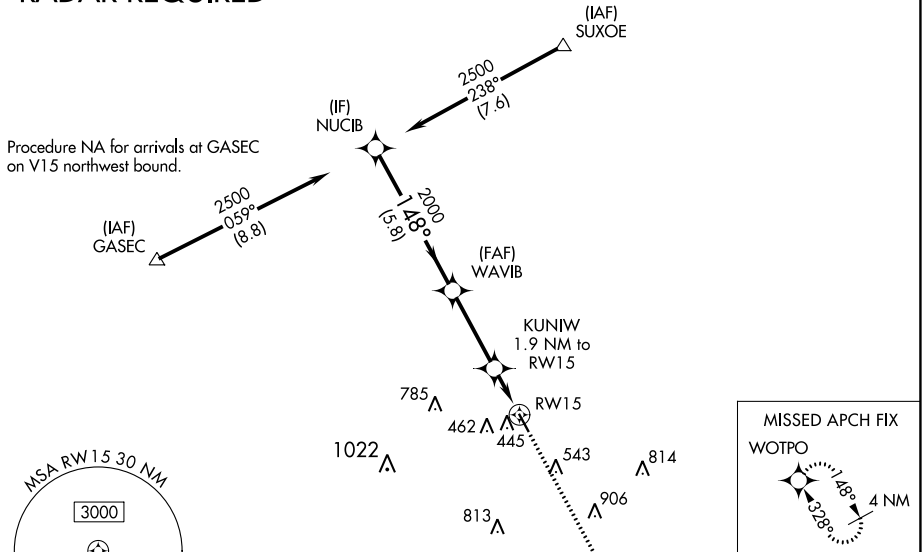 RADAR REQUIRED
(IAF)
SUXOE
2500
238°
(7.6)
(IF)
NUCIB
Procedure NA for arrivals at GASEC
on V15 northwest bound.
2500
059°
(8.8)
(IAF)
GASEC
2000
148°
(5.8)
(FAF)
WAVIB
KUNIW
1.9 NM to
RW15
RW15
785
462
445
1022
543
814
906
813
MSA RW15 30 NM
3000
MISSED APCH FIX
WOTPO
148°
328°
4 NM